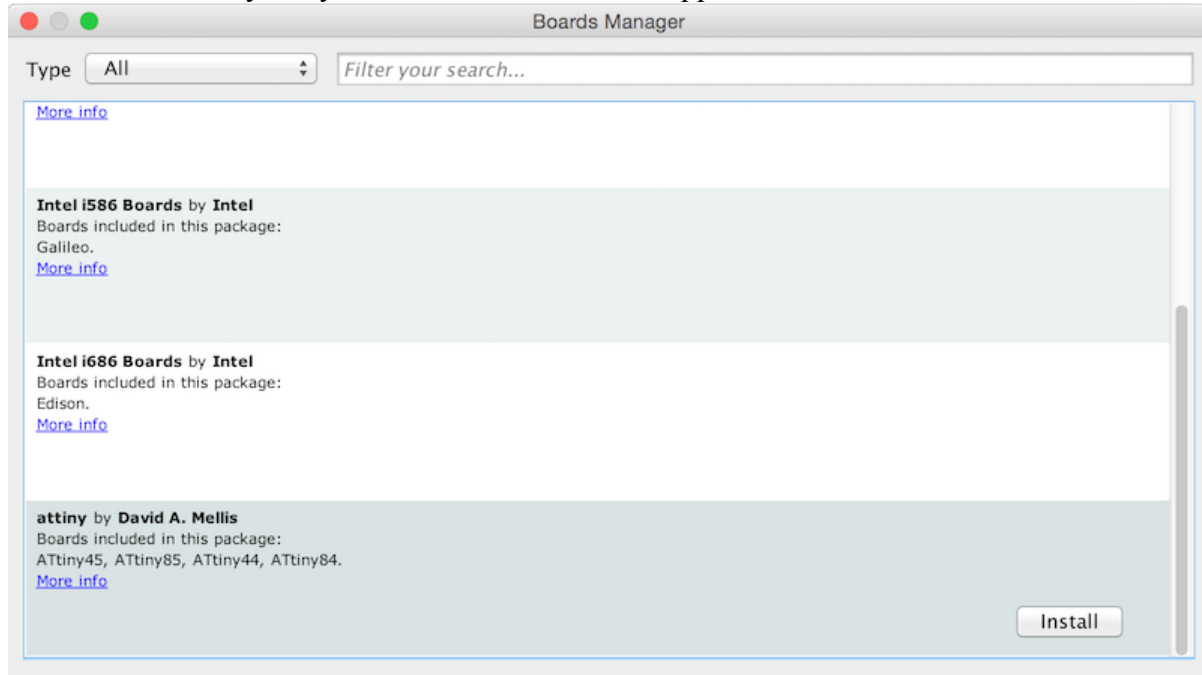 Boards Manager
Type All Filter your search...
More info
Intel i586 Boards by Intel
Boards included in this package:
Galileo.
More info
Intel i686 Boards by Intel
Boards included in this package:
Edison.
More info
attiny by David A. Mellis
Boards included in this package:
ATtiny45, ATtiny85, ATtiny44, ATtiny84.
More info
Install